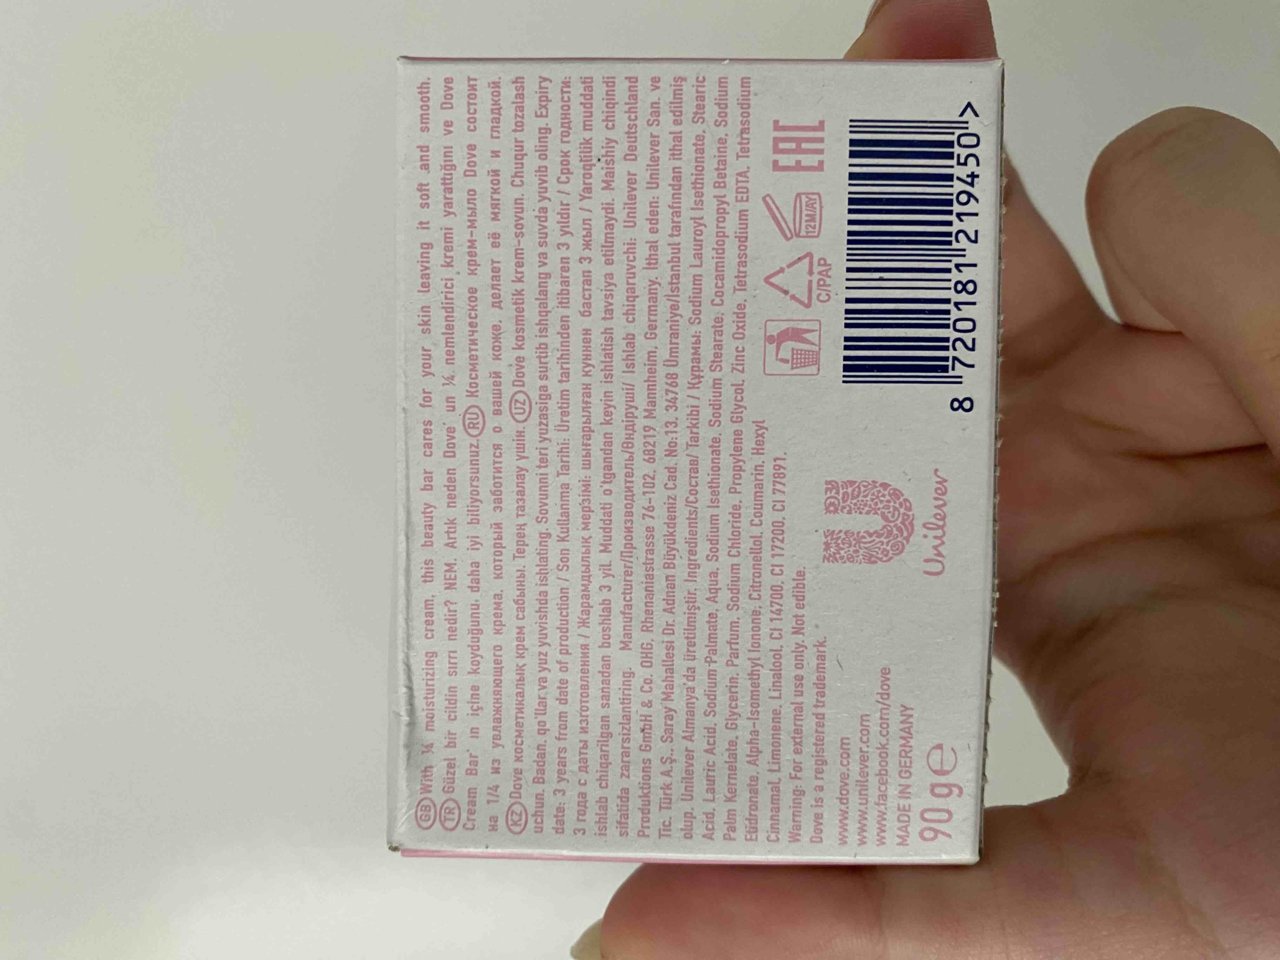 GB With ¼ moisturizing cream, this beauty bar cares for your skin leaving it soft and smooth.
TR Güzel bir cildin sırrı nedir? NEM. Artık neden Dove' un ¼ nemlendirici kremi yarattığını ve Dove
Cream Bar' ın içine koyduğunu, daha iyi biliyorsunuz. RU Косметическое крем-мыло Dove состоит
на 1/4 из увлажняющего крема, который заботится о вашей коже, делает её мягкой и гладкой.
KZ Dove косметикалық крем сабыны. Терең тазалау үшін. UZ Dove kosmetik krem-sovun. Chuqur tozalash
uchun. Badan, qo'llar va yuz yuvishda ishlating. Sovunni teri yuzasiga surtib ishqalang va suvda yuvib oling. Expiry
date: 3 years from date of production / Son Kullanma Tarihi: Üretim tarihinden itibaren 3 yıldır / Срок годности:
3 года с даты изготовления / Жарамдылық мерзімі: шығарылған күннен бастап 3 жыл / Yaroqlilik muddati
ishlab chiqarilgan sanadan boshlab 3 yil. Muddati o'tgandan keyin ishlatish tavsiya etilmaydi. Maishiy chiqindi
sifatida zararsizlantiring. Manufacturer/Производитель/Өндіруші/ Ishlab chiqaruvchi: Unilever Deutschland
Produktions GmbH & Co. OHG, Rhenaniastrasse 76-102, 68219 Mannheim, Germany. İthal eden: Unilever San. ve
Tic. Türk A.Ş., Saray Mahallesi Dr. Adnan Büyükdeniz Cad. No:13, 34768 Ümraniye/İstanbul tarafından ithal edilmiş
olup, Unilever Almanya'da üretilmiştir. Ingredients/Состав/ Tarkibi / Құрамы: Sodium Lauroyl Isethionate, Stearic
Acid, Lauric Acid, Sodium Palmate, Aqua, Sodium Isethionate, Sodium Stearate, Cocamidopropyl Betaine, Sodium
Palm Kernelate, Glycerin, Parfum, Sodium Chloride, Propylene Glycol, Zinc Oxide, Tetrasodium EDTA, Tetrasodium
Etidronate, Alpha-Isomethyl Ionone, Citronellol, Coumarin, Hexyl
Cinnamal, Limonene, Linalool, CI 14700, CI 17200, CI 77891.
Warning: For external use only. Not edible.
Dove is a registered trademark.
www.dove.com
www.unilever.com
www.facebook.com/dove
MADE IN GERMANY
90 g e
Unilever
C/PAP
12M/AY
EAC
8 720181 219450 >